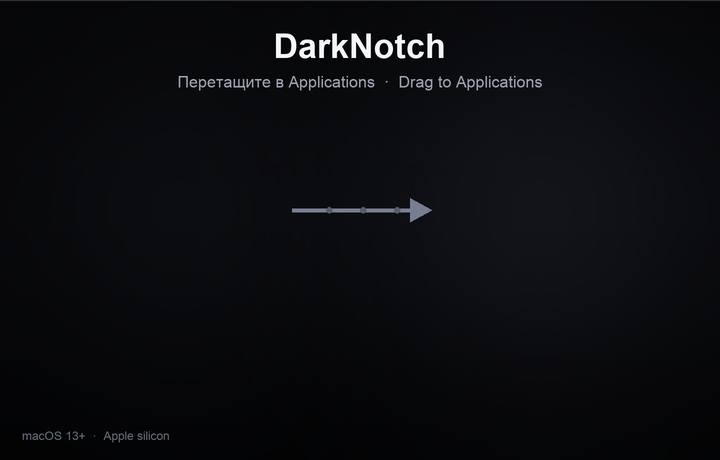 DarkNotch
Перетащите в Applications · Drag to Applications
macOS 13+ · Apple silicon